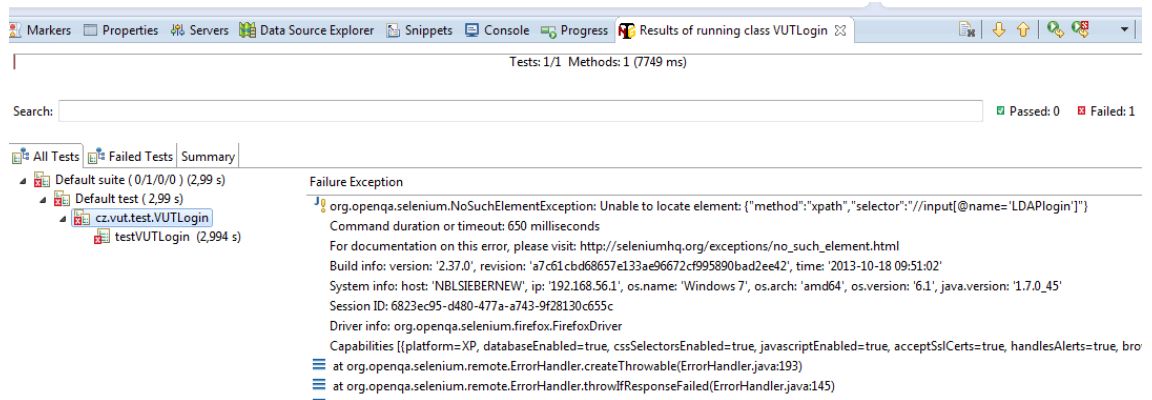 Markers Properties Servers Data Source Explorer Snippets Console Progress Results of running class VUTLogin
Tests: 1/1 Methods: 1 (7749 ms)
Search: Passed: 0 Failed: 1
All Tests Failed Tests Summary
Default suite ( 0/1/0/0 ) (2,99 s)
Default test ( 2,99 s)
cz.vut.test.VUTLogin
testVUTLogin (2,994 s)
Failure Exception
org.openqa.selenium.NoSuchElementException: Unable to locate element: {"method":"xpath","selector":"//input[@name='LDAPlogin']"}
Command duration or timeout: 650 milliseconds
For documentation on this error, please visit: http://seleniumhq.org/exceptions/no_such_element.html
Build info: version: '2.37.0', revision: 'a7c61cbd68657e133ae96672cf995890bad2ee42', time: '2013-10-18 09:51:02'
System info: host: 'NBLSIEBERNEW', ip: '192.168.56.1', os.name: 'Windows 7', os.arch: 'amd64', os.version: '6.1', java.version: '1.7.0_45'
Session ID: 6823ec95-d480-477a-a743-9f28130c655c
Driver info: org.openqa.selenium.firefox.FirefoxDriver
Capabilities [{platform=XP, databaseEnabled=true, cssSelectorsEnabled=true, javascriptEnabled=true, acceptSslCerts=true, handlesAlerts=true, bro
at org.openqa.selenium.remote.ErrorHandler.createThrowable(ErrorHandler.java:193)
at org.openqa.selenium.remote.ErrorHandler.throwIfResponseFailed(ErrorHandler.java:145)